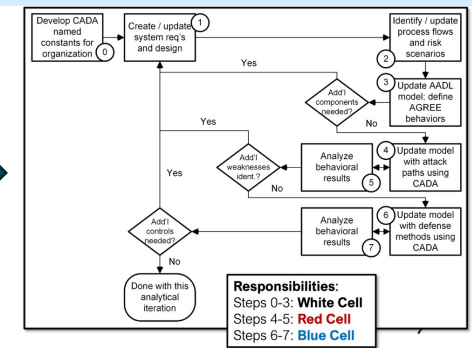 Develop CADA
named
constants for
organization
0
Create / update
system req's
and design
1
Identify / update
process flows
and risk
scenarios
2
3
Update AADL
model; define
AGREE
behaviors
Add'l
components
needed?
Yes
No
4
Update model
with attack
paths using
CADA
Analyze
behavioral
results
5
Add'l
weaknesses
ident.?
Yes
No
6
Update model
with defense
methods using
CADA
Analyze
behavioral
results
7
Add'l
controls
needed?
Yes
No
Done with this
analytical
iteration
Responsibilities:
Steps 0-3: White Cell
Steps 4-5: Red Cell
Steps 6-7: Blue Cell